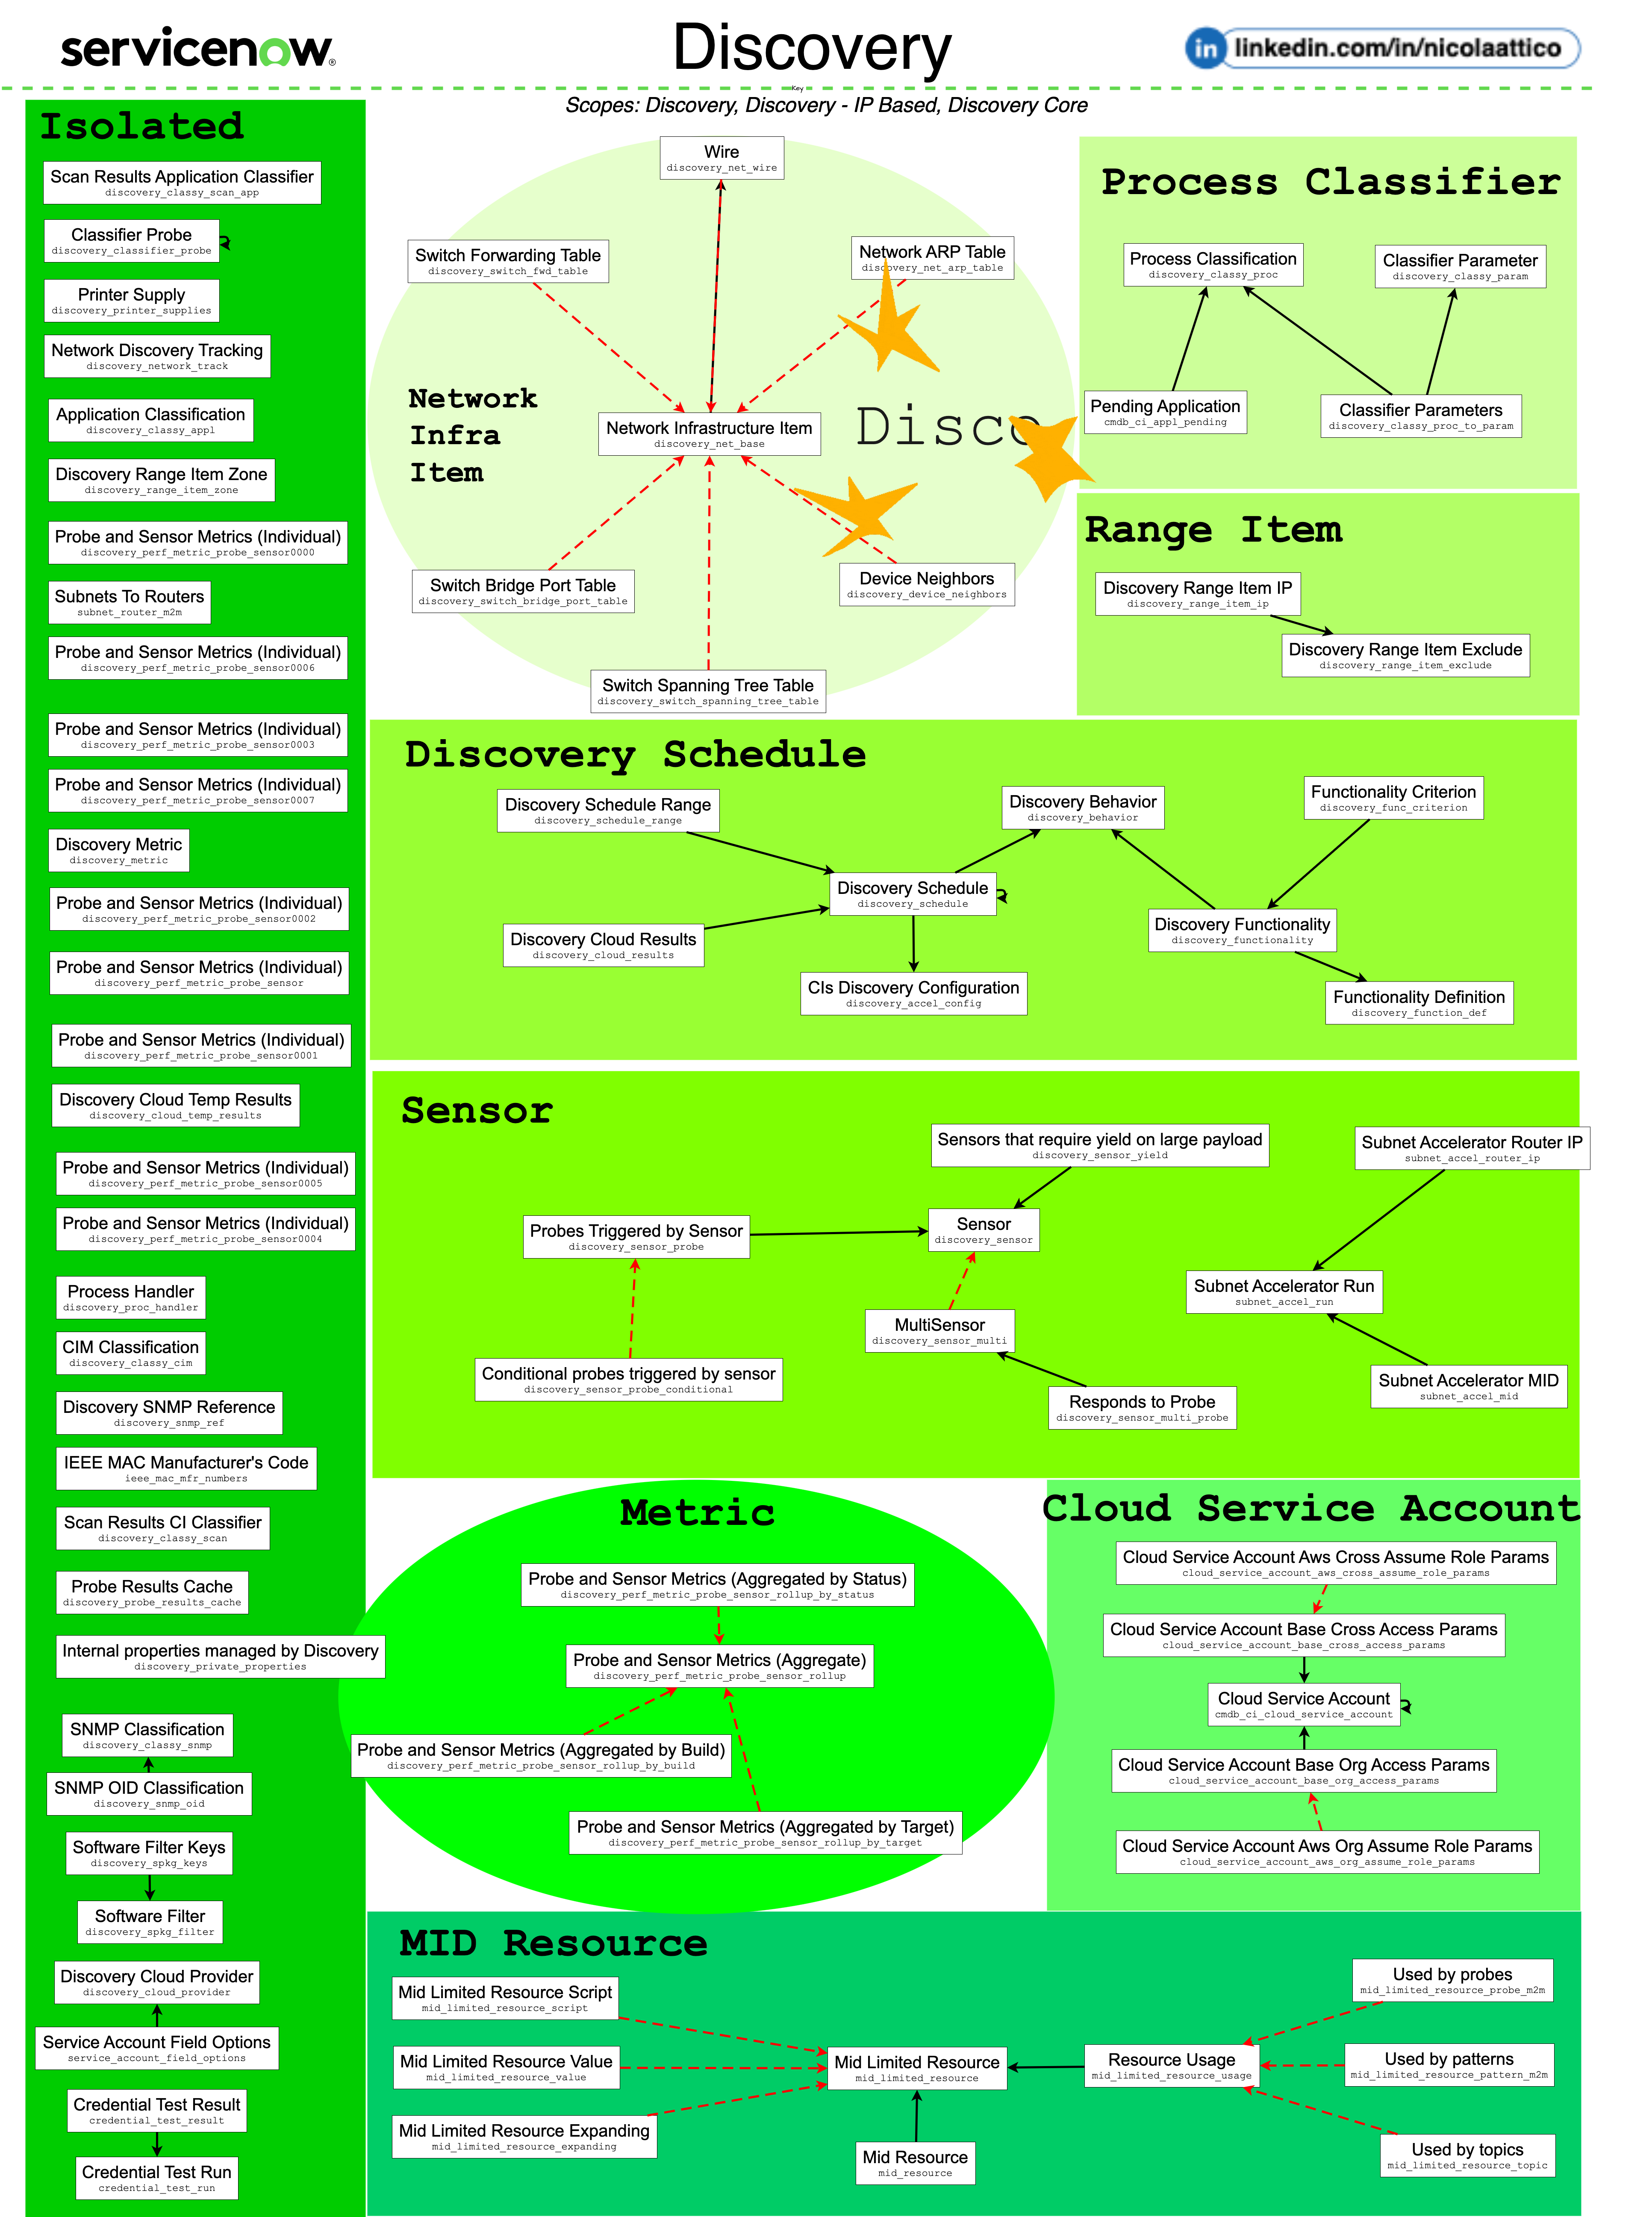 servicenow®
Discovery
in linkedin.com/in/nicolaattico
Key
Scopes: Discovery, Discovery - IP Based, Discovery Core
Isolated
Scan Results Application Classifier
discovery_classy_scan_app
Classifier Probe
discovery_classifier_probe
Printer Supply
discovery_printer_supplies
Network Discovery Tracking
discovery_network_track
Application Classification
discovery_classy_appl
Discovery Range Item Zone
discovery_range_item_zone
Probe and Sensor Metrics (Individual)
discovery_perf_metric_probe_sensor0000
Subnets To Routers
subnet_router_m2m
Probe and Sensor Metrics (Individual)
discovery_perf_metric_probe_sensor0006
Probe and Sensor Metrics (Individual)
discovery_perf_metric_probe_sensor0003
Probe and Sensor Metrics (Individual)
discovery_perf_metric_probe_sensor0007
Discovery Metric
discovery_metric
Probe and Sensor Metrics (Individual)
discovery_perf_metric_probe_sensor0002
Probe and Sensor Metrics (Individual)
discovery_perf_metric_probe_sensor
Probe and Sensor Metrics (Individual)
discovery_perf_metric_probe_sensor0001
Discovery Cloud Temp Results
discovery_cloud_temp_results
Probe and Sensor Metrics (Individual)
discovery_perf_metric_probe_sensor0005
Probe and Sensor Metrics (Individual)
discovery_perf_metric_probe_sensor0004
Process Handler
discovery_proc_handler
CIM Classification
discovery_classy_cim
Discovery SNMP Reference
discovery_snmp_ref
IEEE MAC Manufacturer's Code
ieee_mac_mfr_numbers
Scan Results CI Classifier
discovery_classy_scan
Probe Results Cache
discovery_probe_results_cache
Internal properties managed by Discovery
discovery_private_properties
SNMP Classification
discovery_classy_snmp
SNMP OID Classification
discovery_snmp_oid
Software Filter Keys
discovery_spkg_keys
Software Filter
discovery_spkg_filter
Discovery Cloud Provider
discovery_cloud_provider
Service Account Field Options
service_account_field_options
Credential Test Result
credential_test_result
Credential Test Run
credential_test_run
Wire
discovery_net_wire
Switch Forwarding Table
discovery_switch_fwd_table
Network ARP Table
discovery_net_arp_table
Network
Infra
Item
Network Infrastructure Item
discovery_net_base
Disco
Switch Bridge Port Table
discovery_switch_bridge_port_table
Device Neighbors
discovery_device_neighbors
Switch Spanning Tree Table
discovery_switch_spanning_tree_table
Process Classifier
Process Classification
discovery_classy_proc
Classifier Parameter
discovery_classy_param
Pending Application
cmdb_ci_appl_pending
Classifier Parameters
discovery_classy_proc_to_param
Range Item
Discovery Range Item IP
discovery_range_item_ip
Discovery Range Item Exclude
discovery_range_item_exclude
Discovery Schedule
Discovery Schedule Range
discovery_schedule_range
Discovery Behavior
discovery_behavior
Functionality Criterion
discovery_func_criterion
Discovery Schedule
discovery_schedule
Discovery Cloud Results
discovery_cloud_results
Discovery Functionality
discovery_functionality
CIs Discovery Configuration
discovery_accel_config
Functionality Definition
discovery_function_def
Sensor
Sensors that require yield on large payload
discovery_sensor_yield
Subnet Accelerator Router IP
subnet_accel_router_ip
Probes Triggered by Sensor
discovery_sensor_probe
Sensor
discovery_sensor
Subnet Accelerator Run
subnet_accel_run
MultiSensor
discovery_sensor_multi
Conditional probes triggered by sensor
discovery_sensor_probe_conditional
Responds to Probe
discovery_sensor_multi_probe
Subnet Accelerator MID
subnet_accel_mid
Metric
Probe and Sensor Metrics (Aggregated by Status)
discovery_perf_metric_probe_sensor_rollup_by_status
Probe and Sensor Metrics (Aggregate)
discovery_perf_metric_probe_sensor_rollup
Probe and Sensor Metrics (Aggregated by Build)
discovery_perf_metric_probe_sensor_rollup_by_build
Probe and Sensor Metrics (Aggregated by Target)
discovery_perf_metric_probe_sensor_rollup_by_target
Cloud Service Account
Cloud Service Account Aws Cross Assume Role Params
cloud_service_account_aws_cross_assume_role_params
Cloud Service Account Base Cross Access Params
cloud_service_account_base_cross_access_params
Cloud Service Account
cmdb_ci_cloud_service_account
Cloud Service Account Base Org Access Params
cloud_service_account_base_org_access_params
Cloud Service Account Aws Org Assume Role Params
cloud_service_account_aws_org_assume_role_params
MID Resource
Mid Limited Resource Script
mid_limited_resource_script
Used by probes
mid_limited_resource_probe_m2m
Mid Limited Resource Value
mid_limited_resource_value
Mid Limited Resource
mid_limited_resource
Resource Usage
mid_limited_resource_usage
Used by patterns
mid_limited_resource_pattern_m2m
Mid Limited Resource Expanding
mid_limited_resource_expanding
Mid Resource
mid_resource
Used by topics
mid_limited_resource_topic